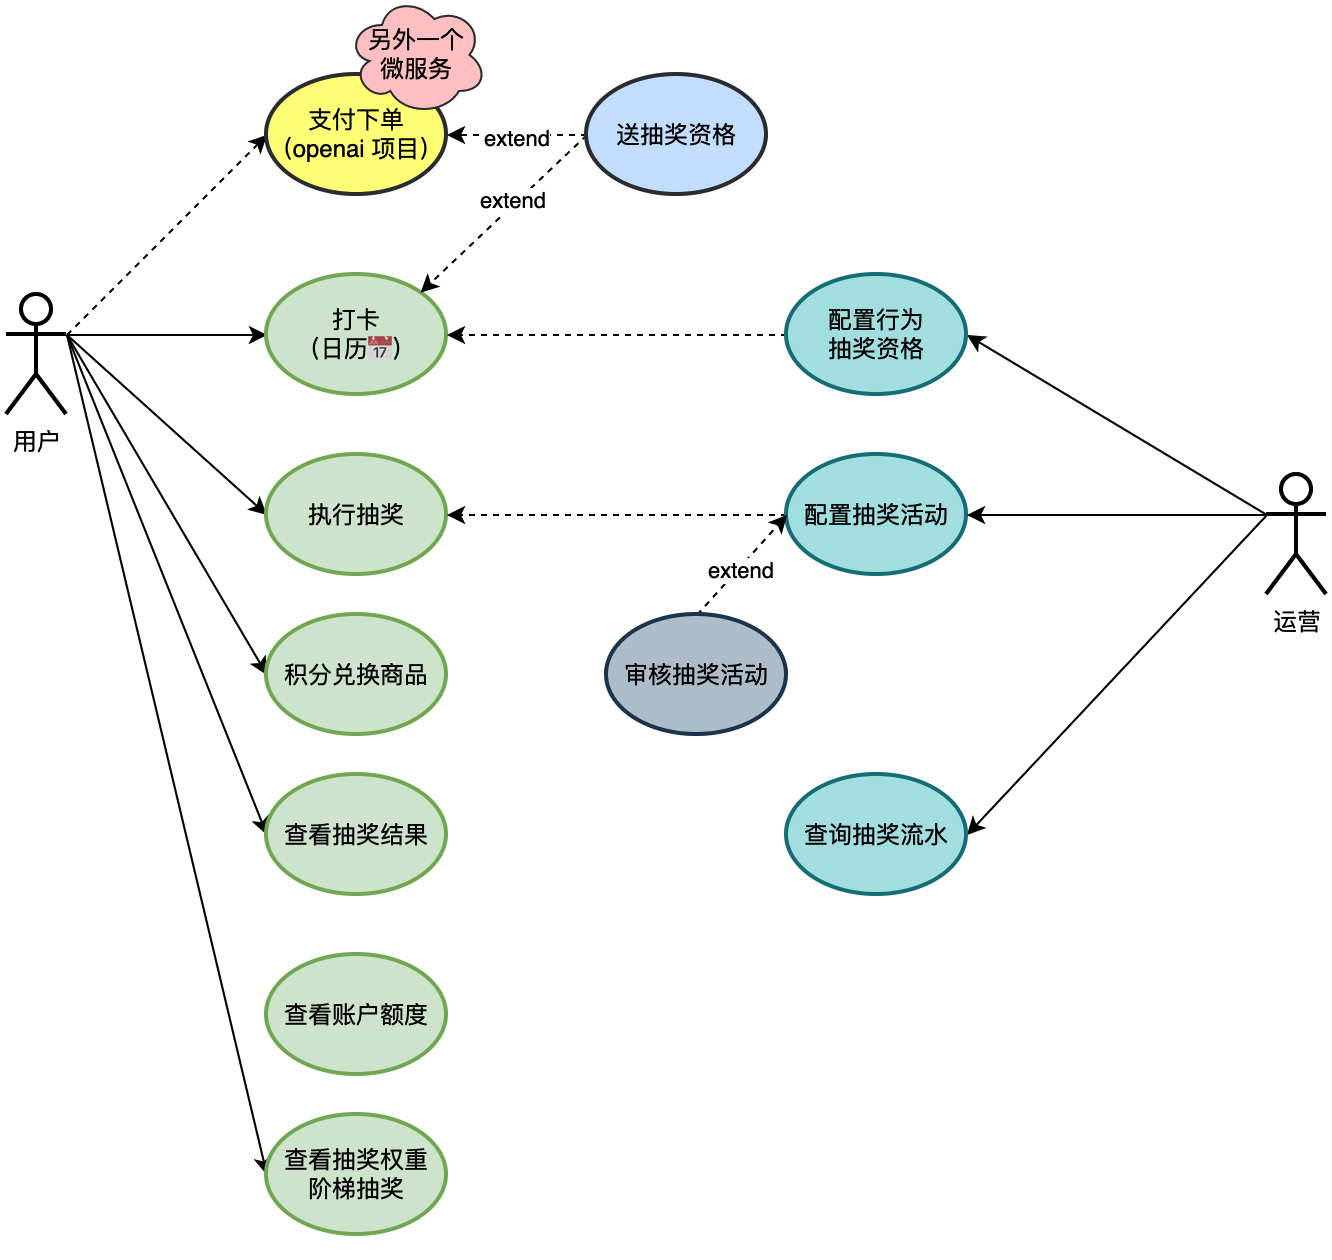 另外一个
微服务
支付下单
（openai 项目）
extend
送抽奖资格
extend
打卡
（日历📅）
配置行为
抽奖资格
用户
执行抽奖
配置抽奖活动
extend
运营
积分兑换商品
审核抽奖活动
查看抽奖结果
查询抽奖流水
查看账户额度
查看抽奖权重
阶梯抽奖